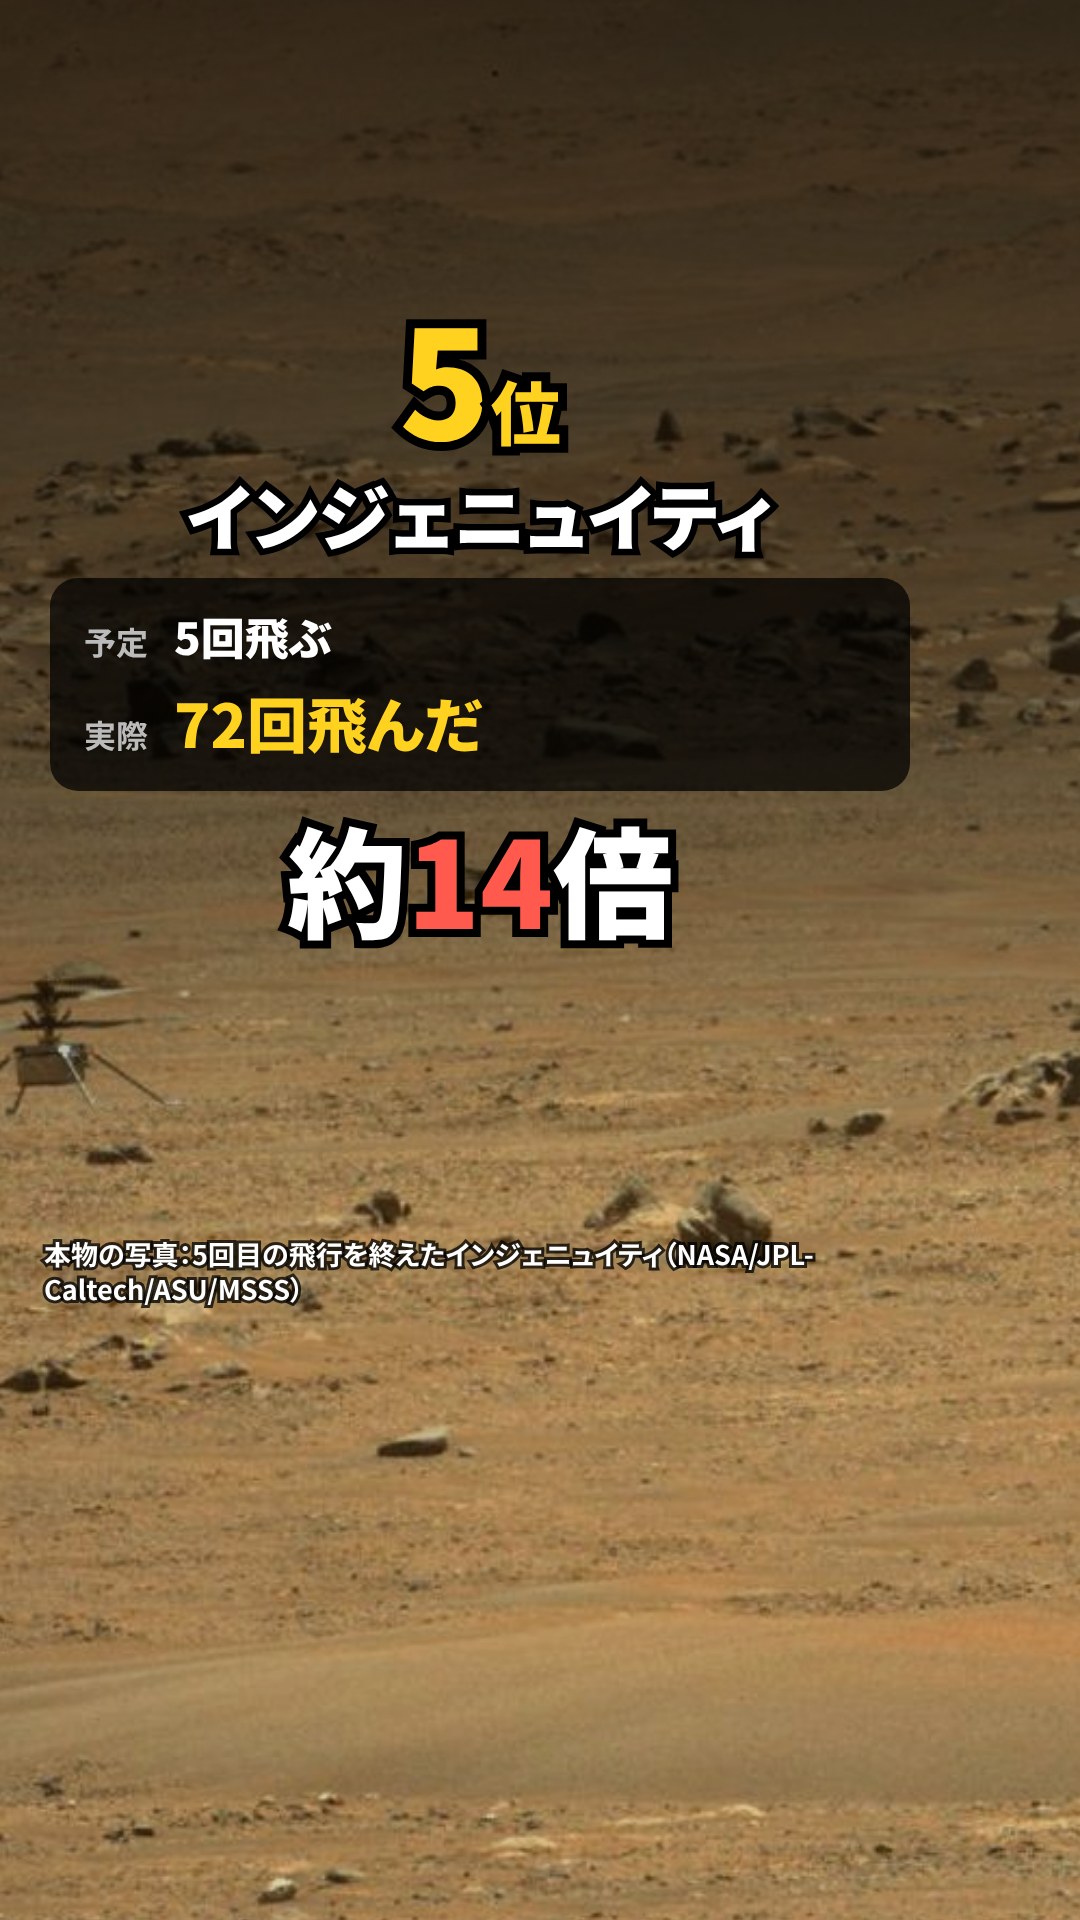 5位
インジェニュイティ
予定 5回飛ぶ
実際 72回飛んだ
約14倍
本物の写真：5回目の飛行を終えたインジェニュイティ（NASA/JPL-
Caltech/ASU/MSSS）